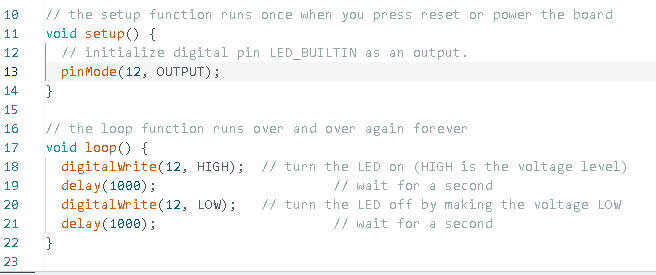 10 // the setup function runs once when you press reset or power the board
11 void setup() {
12   // initialize digital pin LED_BUILTIN as an output.
13   pinMode(12, OUTPUT);
14 }
15
16 // the loop function runs over and over again forever
17 void loop() {
18   digitalWrite(12, HIGH);  // turn the LED on (HIGH is the voltage level)
19   delay(1000);                      // wait for a second
20   digitalWrite(12, LOW);   // turn the LED off by making the voltage LOW
21   delay(1000);                      // wait for a second
22 }
23